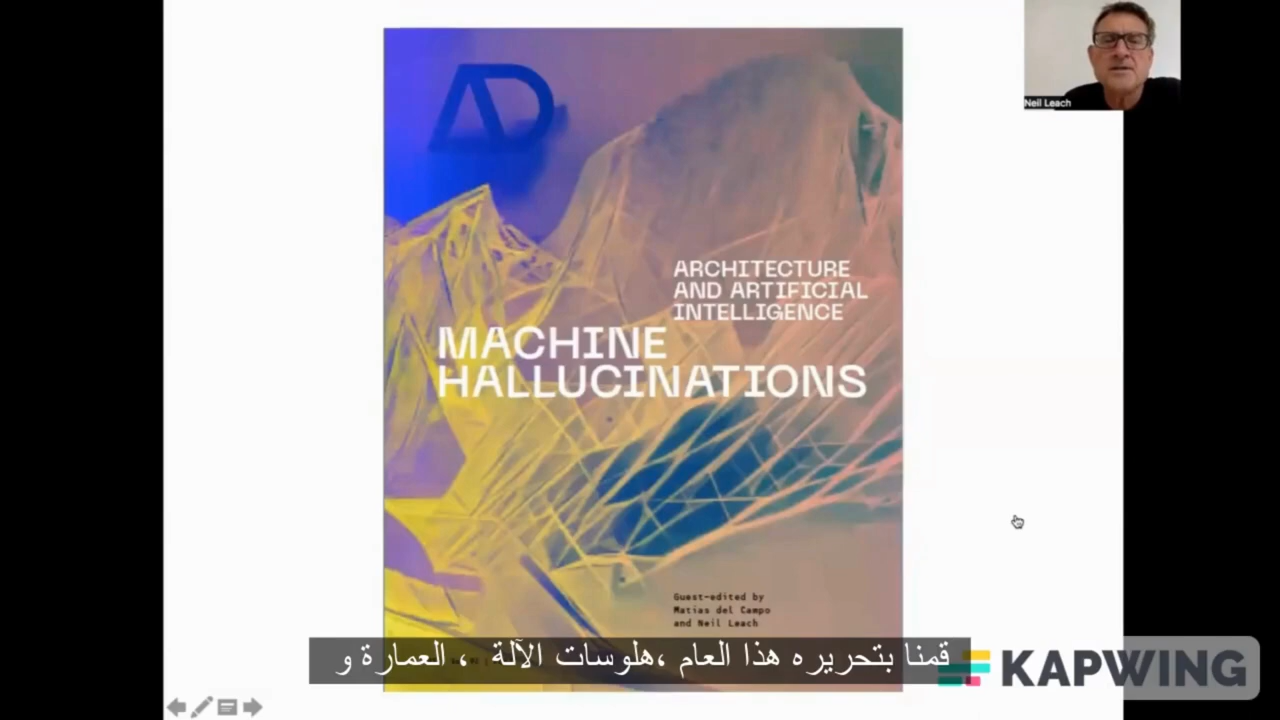 AD
Neil Leach
ARCHITECTURE
AND ARTIFICIAL
INTELLIGENCE
MACHINE
HALLUCINATIONS
Guest-edited by
Matias del Campo
and Neil Leach
قمنا بتحريره هذا العام ،هلوسات الآلة ، العمارة و
KAPWING